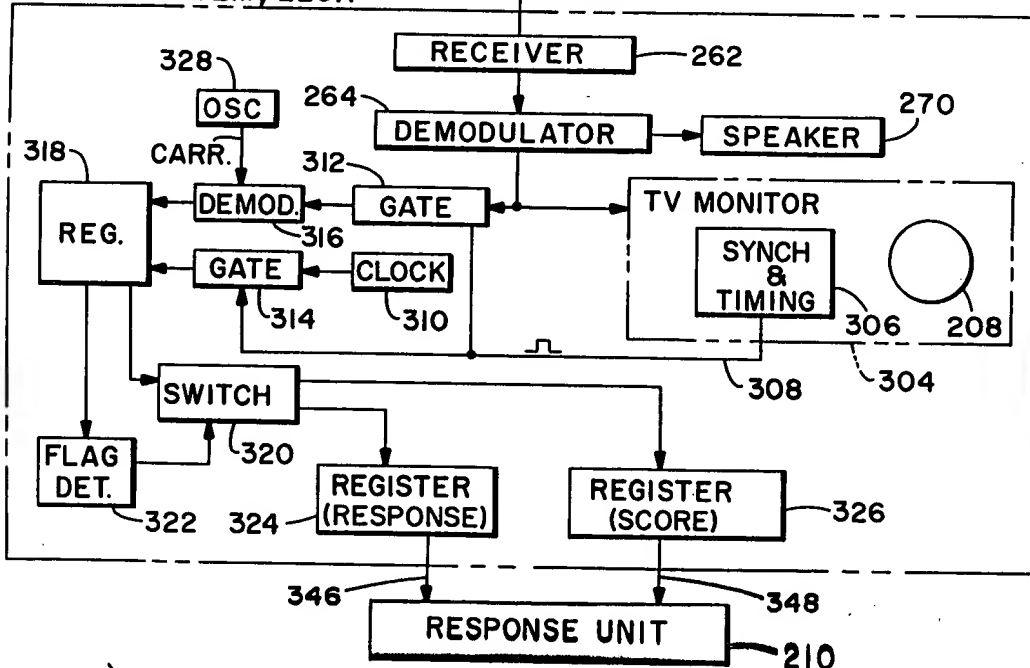 RECEIVER
262
328
264
270
OSC
DEMODULATOR
SPEAKER
318
CARR.
312
REG.
DEMOD.
GATE
TV MONITOR
316
SYNCH
&
TIMING
GATE
CLOCK
314
310
306
208
308
304
SWITCH
320
FLAG
DET.
322
REGISTER
(RESPONSE)
324
REGISTER
(SCORE)
326
346
348
RESPONSE UNIT
210